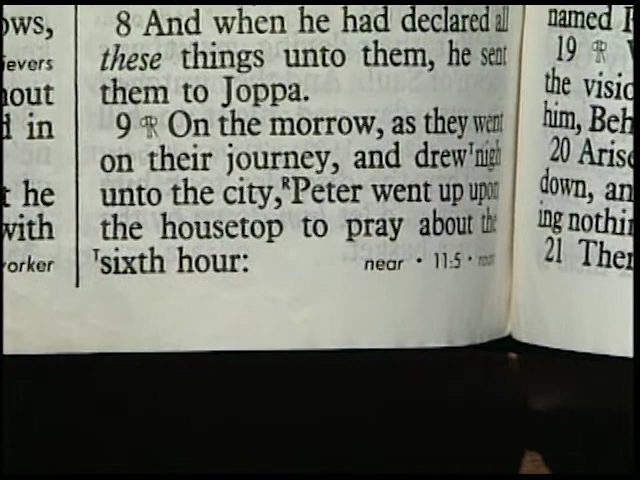 ows,
ievers
out
d in
t he
with
orker
8 And when he had declared all
these things unto them, he sent
them to Joppa.
9 On the morrow, as they went
on their journey, and drew T nigh
unto the city, R Peter went up upon
the housetop to pray about the
T sixth hour:
near • 11:5 •
named
19
the visio
him, Beh
20 Arise
down, an
ing nothi
21 Ther